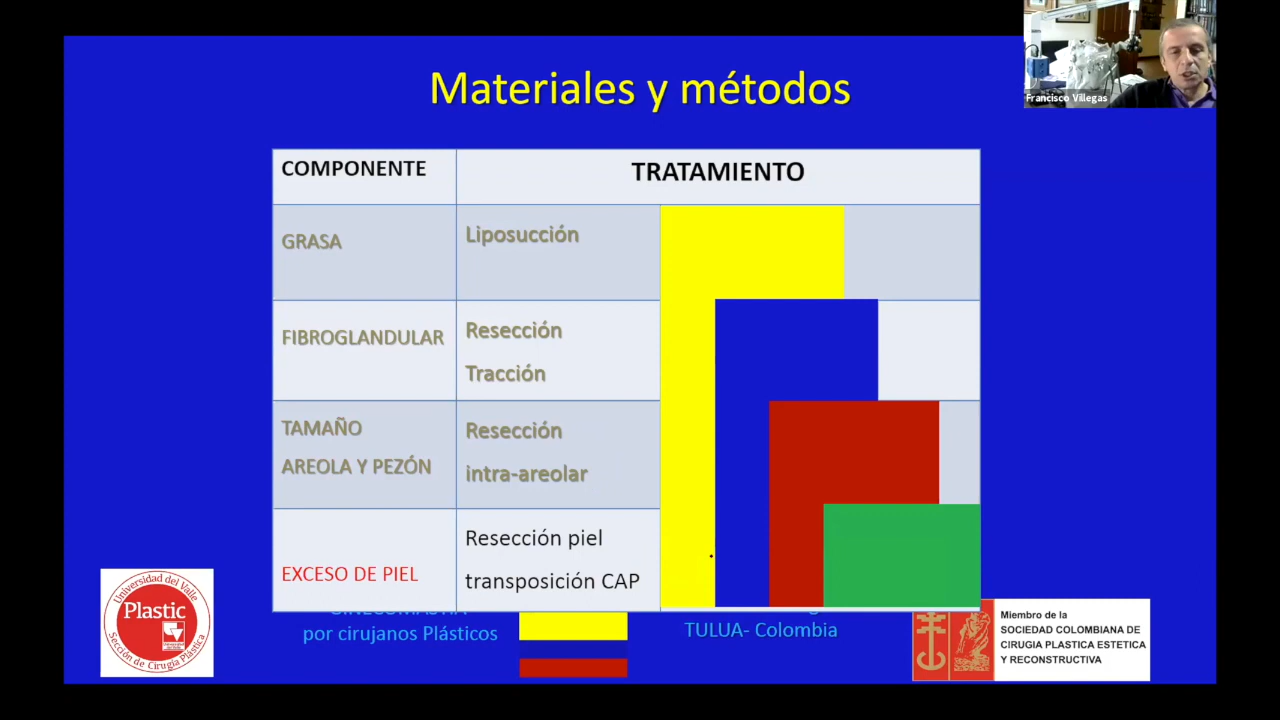 Francisco Villegas
Materiales y métodos
COMPONENTE
TRATAMIENTO
GRASA
Liposucción
FIBROGLANDULAR
Resección
Tracción
TAMAÑO
AREOLA Y PEZÓN
Resección
intra-areolar
EXCESO DE PIEL
Resección piel
transposición CAP
Universidad del Valle
Plastic
Sección de Cirugía Plástica
por cirujanos Plásticos
TULUA- Colombia
Miembro de la
SOCIEDAD COLOMBIANA DE
CIRUGIA PLASTICA ESTETICA
Y RECONSTRUCTIVA